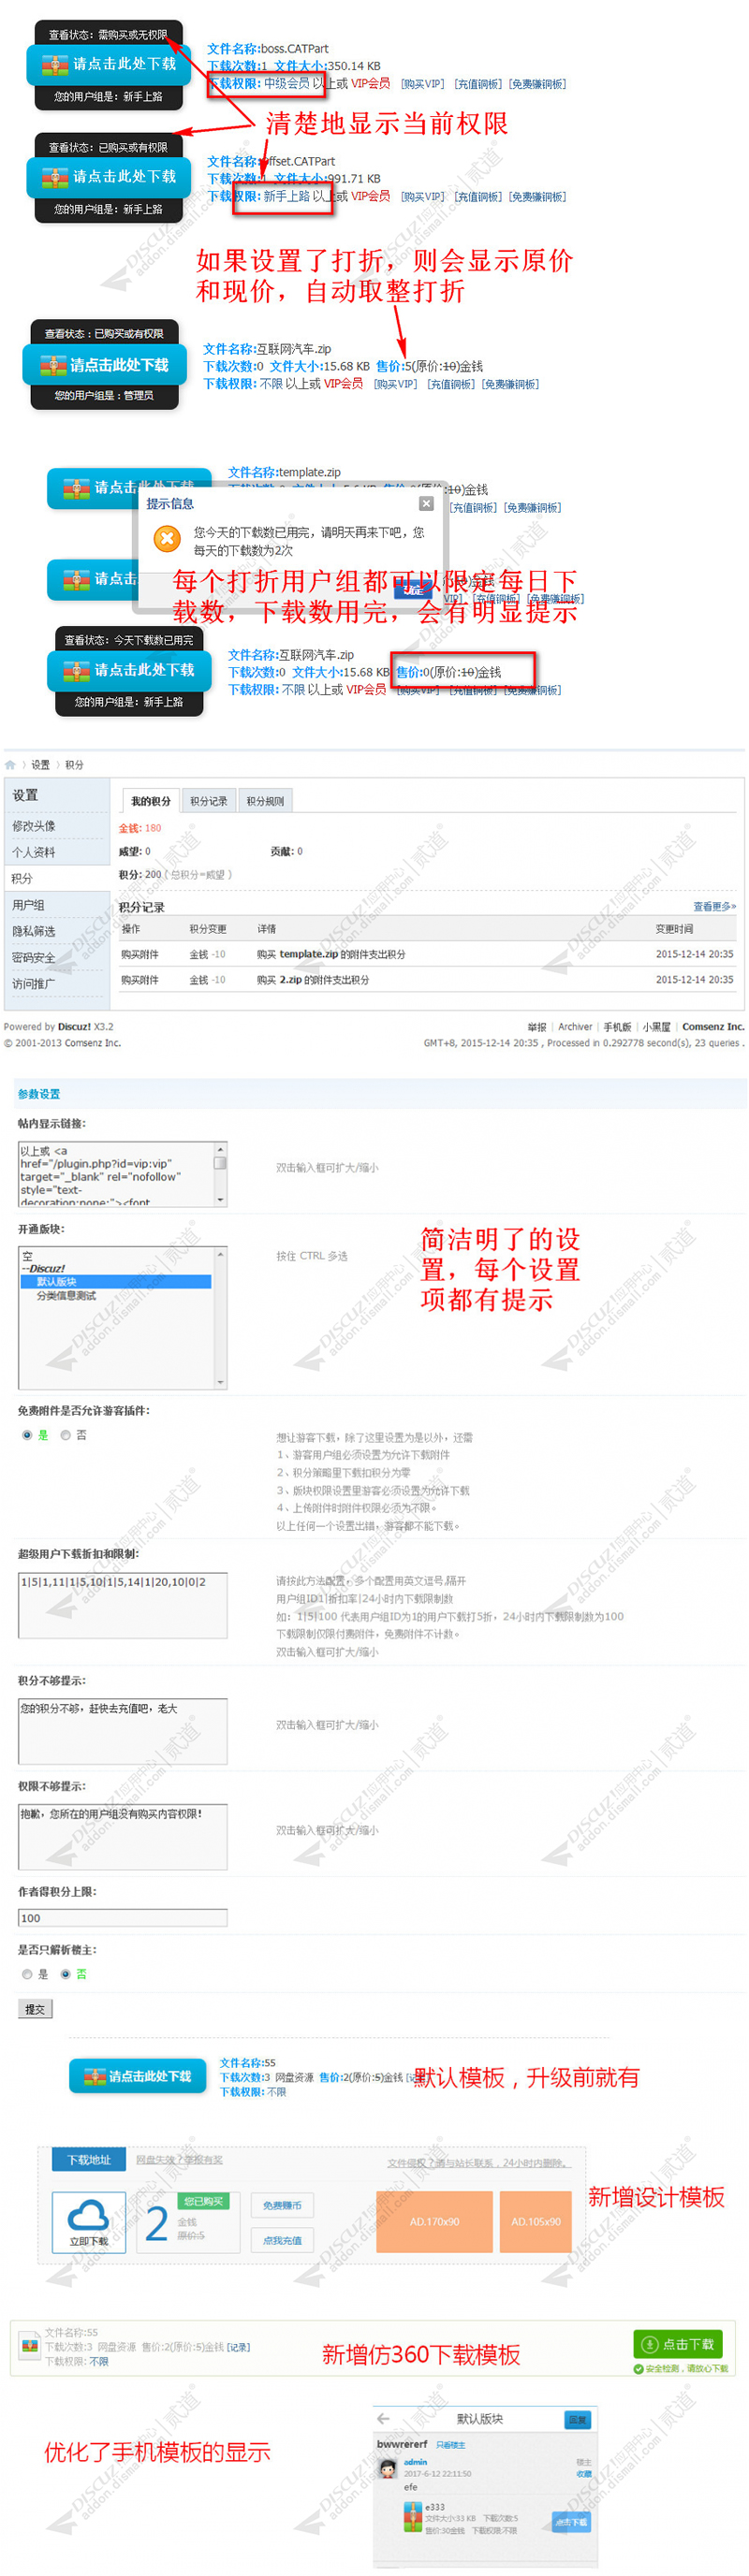 查看状态：需购买或无权限
请点击此处下载
您的用户组是：新手上路
文件名称:boss.CATPart
下载次数:1 文件大小:350.14 KB
下载权限: 中级会员 以上或 VIP会员 [购买VIP] [充值铜板] [免费赚铜板]
清楚地显示当前权限
查看状态：已购买或有权限
请点击此处下载
您的用户组是：新手上路
文件名称:offset.CATPart
下载次数:1 文件大小:991.71 KB
下载权限: 新手上路 以上或 VIP会员 [购买VIP] [充值铜板] [免费赚铜板]
如果设置了打折，则会显示原价
和现价，自动取整打折
查看状态：已购买或有权限
请点击此处下载
您的用户组是：管理员
文件名称:互联网汽车.zip
下载次数:0 文件大小:15.68 KB 售价:5(原价:10)金钱
下载权限: 不限 以上或 VIP会员 [购买VIP] [充值铜板] [免费赚铜板]
请点击此处下载
文件名称:template.zip
(原价:10)金钱
[充值铜板] [免费赚铜板]
提示信息
您今天的下载数已用完，请明天再来下吧，您
每天的下载数为2次
确定
请点击
VIP] [充值铜板] [免费赚铜板]
每个打折用户组都可以限定每日下
载数，下载数用完，会有明显提示
查看状态：今天下载数已用完
请点击此处下载
您的用户组是：新手上路
文件名称:互联网汽车.zip
下载次数:0 文件大小:15.68 KB 售价:0(原价:10)金钱
下载权限: 不限 以上或 VIP会员 [购买VIP] [充值铜板] [免费赚铜板]
设置 › 积分
设置
修改头像
个人资料
积分
用户组
隐私筛选
密码安全
访问推广
我的积分 积分记录 积分规则
金钱: 180
威望: 0 贡献: 0
积分: 200 ( 总积分=威望 )
积分记录 查看更多»
操作 积分变更 详情 变更时间
购买附件 金钱 -10 购买 template.zip 的附件支出积分 2015-12-14 20:35
购买附件 金钱 -10 购买 2.zip 的附件支出积分 2015-12-14 20:35
Powered by Discuz! X3.2
© 2001-2013 Comsenz Inc.
举报 | Archiver | 手机版 | 小黑屋 | Comsenz Inc.
GMT+8, 2015-12-14 20:35 , Processed in 0.292778 second(s), 23 queries .
参数设置
帖内显示链接:
以上或 <a
href="/plugin.php?id=vip:vip"
target="_blank" rel="nofollow"
style="text-
decoration:none;"><font
双击输入框可扩大/缩小
开通版块:
空
--Discuz!
默认版块
分类信息测试
按住 CTRL 多选
简洁明了的设
置，每个设置
项都有提示
免费附件是否允许游客插件:
是 否
想让游客下载，除了这里设置为是以外，还需
1、游客用户组必须设置为允许下载附件
2、积分策略里下载扣积分为零
3、版块权限设置里游客必须设置为允许下载
4、上传附件时附件权限必须为不限。
以上任何一个设置出错，游客都不能下载。
超级用户下载折扣和限制:
1|5|1,11|1|5,10|1|5,14|1|20,10|0|2
请按此方法配置，多个配置用英文逗号,隔开
用户组ID1|折扣率|24小时内下载限制数
如：1|5|100 代表用户组ID为1的用户下载打5折，24小时内下载限制数为100
下载限制仅限付费附件，免费附件不计数。
双击输入框可扩大/缩小
积分不够提示:
您的积分不够，赶快去充值吧，老大
双击输入框可扩大/缩小
权限不够提示:
抱歉，您所在的用户组没有购买内容权限！
双击输入框可扩大/缩小
作者得积分上限:
100
是否只解析楼主:
是 否
提交
请点击此处下载
文件名称:55
下载次数:3 网盘资源 售价:2(原价:5)金钱
下载权限: 不限
默认模板，升级前就有
下载地址 网盘失效？举报有奖 文件侵权？请与站长联系，24小时内删除。
立即下载
2
您已购买
金钱
原价:5
免费赚币
点我充值
AD.170x90
AD.105x90
新增设计模板
文件名称:55
下载次数:3 网盘资源 售价:2(原价:5)金钱 [记录]
下载权限: 不限
新增仿360下载模板
点击下载
安全检测，请放心下载
优化了手机模板的显示
默认版块
回复
bwwrererf 只看楼主
admin 楼主
2017-6-12 22:11:50 收藏
efe
e333
文件大小:33 KB 下载次数:5
售价:30金钱 下载权限:不限
点击下载
DISCUZ!应用中心|贰道
addon.dismall.com